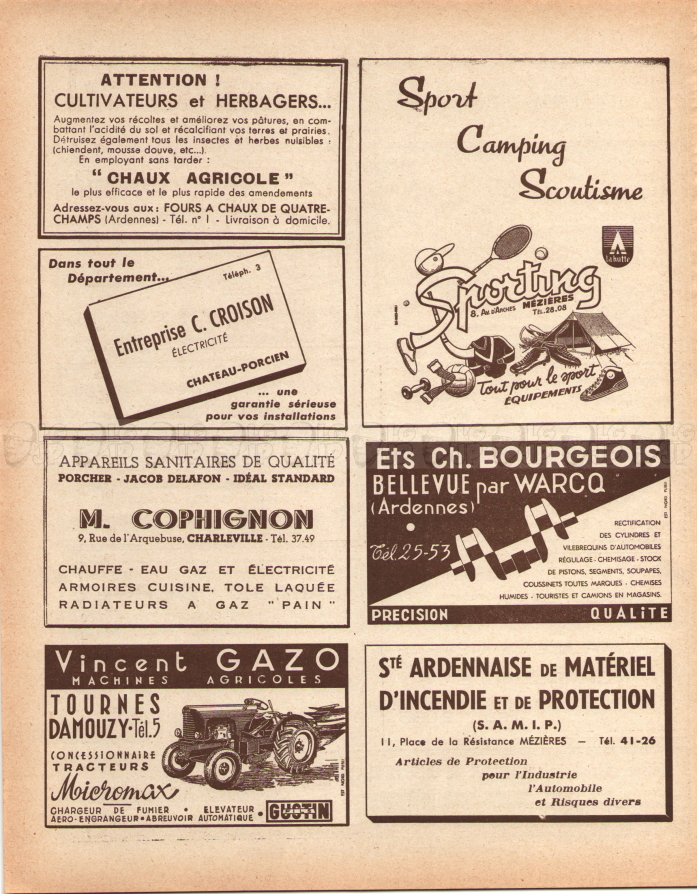 ATTENTION !
CULTIVATEURS et HERBAGERS...
Augmentez vos récoltes et améliorez vos pâtures, en com-
battant l'acidité du sol et récalcifiant vos terres et prairies.
Détruisez également tous les insectes et herbes nuisibles :
(chiendent, mousse douve, etc...).
En employant sans tarder :
" CHAUX AGRICOLE "
le plus efficace et le plus rapide des amendements
Adressez-vous aux : FOURS A CHAUX DE QUATRE-
CHAMPS (Ardennes) - Tél. n° 1 - Livraison à domicile.
Sport
Camping
Scoutisme
la hutte
Sporting
8, Av. d'Arches MÉZIÈRES
Tél. 28.08
Tout pour le sport
ÉQUIPEMENTS
Dans tout le
Département...
Téléph. 3
Entreprise C. CROISON
ÉLECTRICITÉ
CHATEAU-PORCIEN
... une
garantie sérieuse
pour vos installations
APPAREILS SANITAIRES DE QUALITÉ
PORCHER - JACOB DELAFON - IDÉAL STANDARD
M. COPHIGNON
9, Rue de l'Arquebuse, CHARLEVILLE - Tél. 37.49
CHAUFFE - EAU GAZ ET ÉLECTRICITÉ
ARMOIRES CUISINE, TOLE LAQUÉE
RADIATEURS A GAZ " PAIN "
Ets Ch. BOURGEOIS
BELLEVUE par WARCQ
(Ardennes)
Tél 25-53
RECTIFICATION
DES CYLINDRES ET
VILEBREQUINS D'AUTOMOBILES
RÉGULAGE - CHEMISAGE - STOCK
DE PISTONS, SEGMENTS, SOUPAPES,
COUSSINETS TOUTES MARQUES - CHEMISES
HUMIDES - TOURISTES ET CAMIONS EN MAGASINS.
PRECISION QUALITE
Vincent GAZO
MACHINES AGRICOLES
TOURNES
DAMOUZY-Tél.5
CONCESSIONNAIRE
TRACTEURS
Micromax
CHARGEUR DE FUMIER • ELEVATEUR
AERO-ENGRANGEUR • ABREUVOIR AUTOMATIQUE • GUSTIN
Sté ARDENNAISE DE MATÉRIEL
D'INCENDIE ET DE PROTECTION
(S. A. M. I. P.)
11, Place de la Résistance MÉZIÈRES — Tél. 41-26
Articles de Protection
pour l'Industrie
l'Automobile
et Risques divers